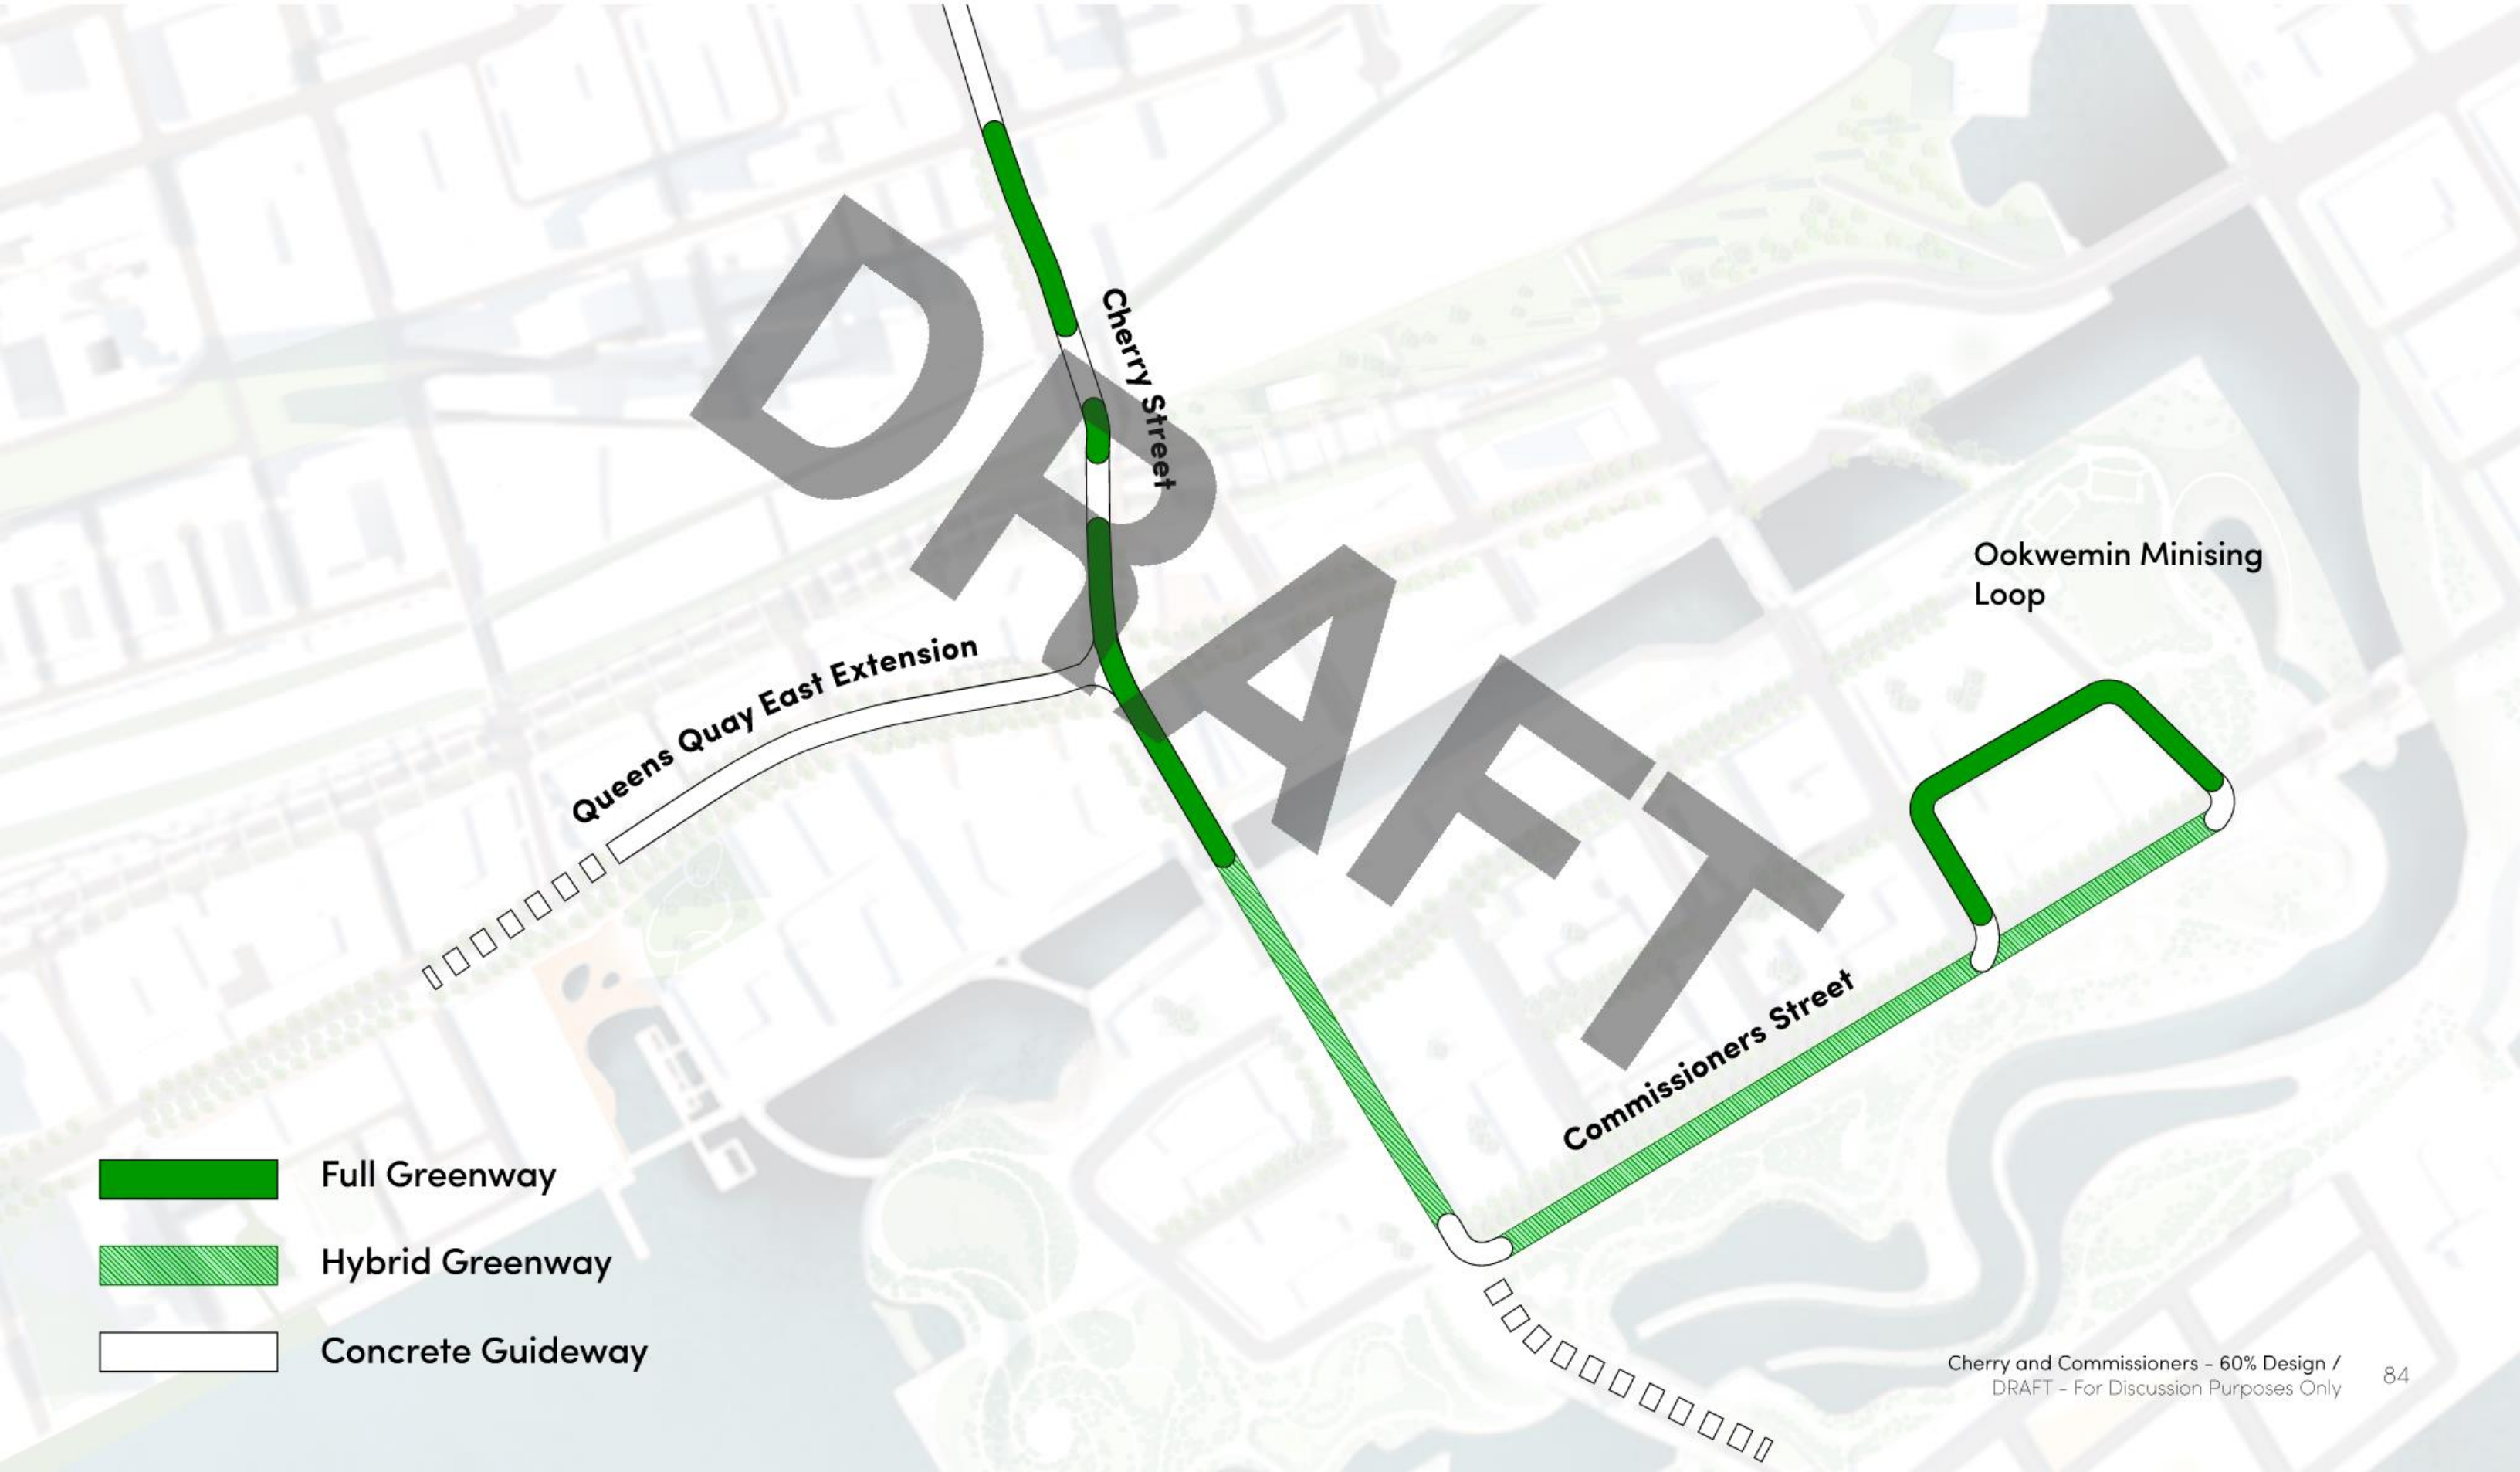 DRAFT
Cherry Street
Queens Quay East Extension
Ookwemin Minising
Loop
Commissioners Street
Full Greenway
Hybrid Greenway
Concrete Guideway
Cherry and Commissioners - 60% Design /
DRAFT - For Discussion Purposes Only
84